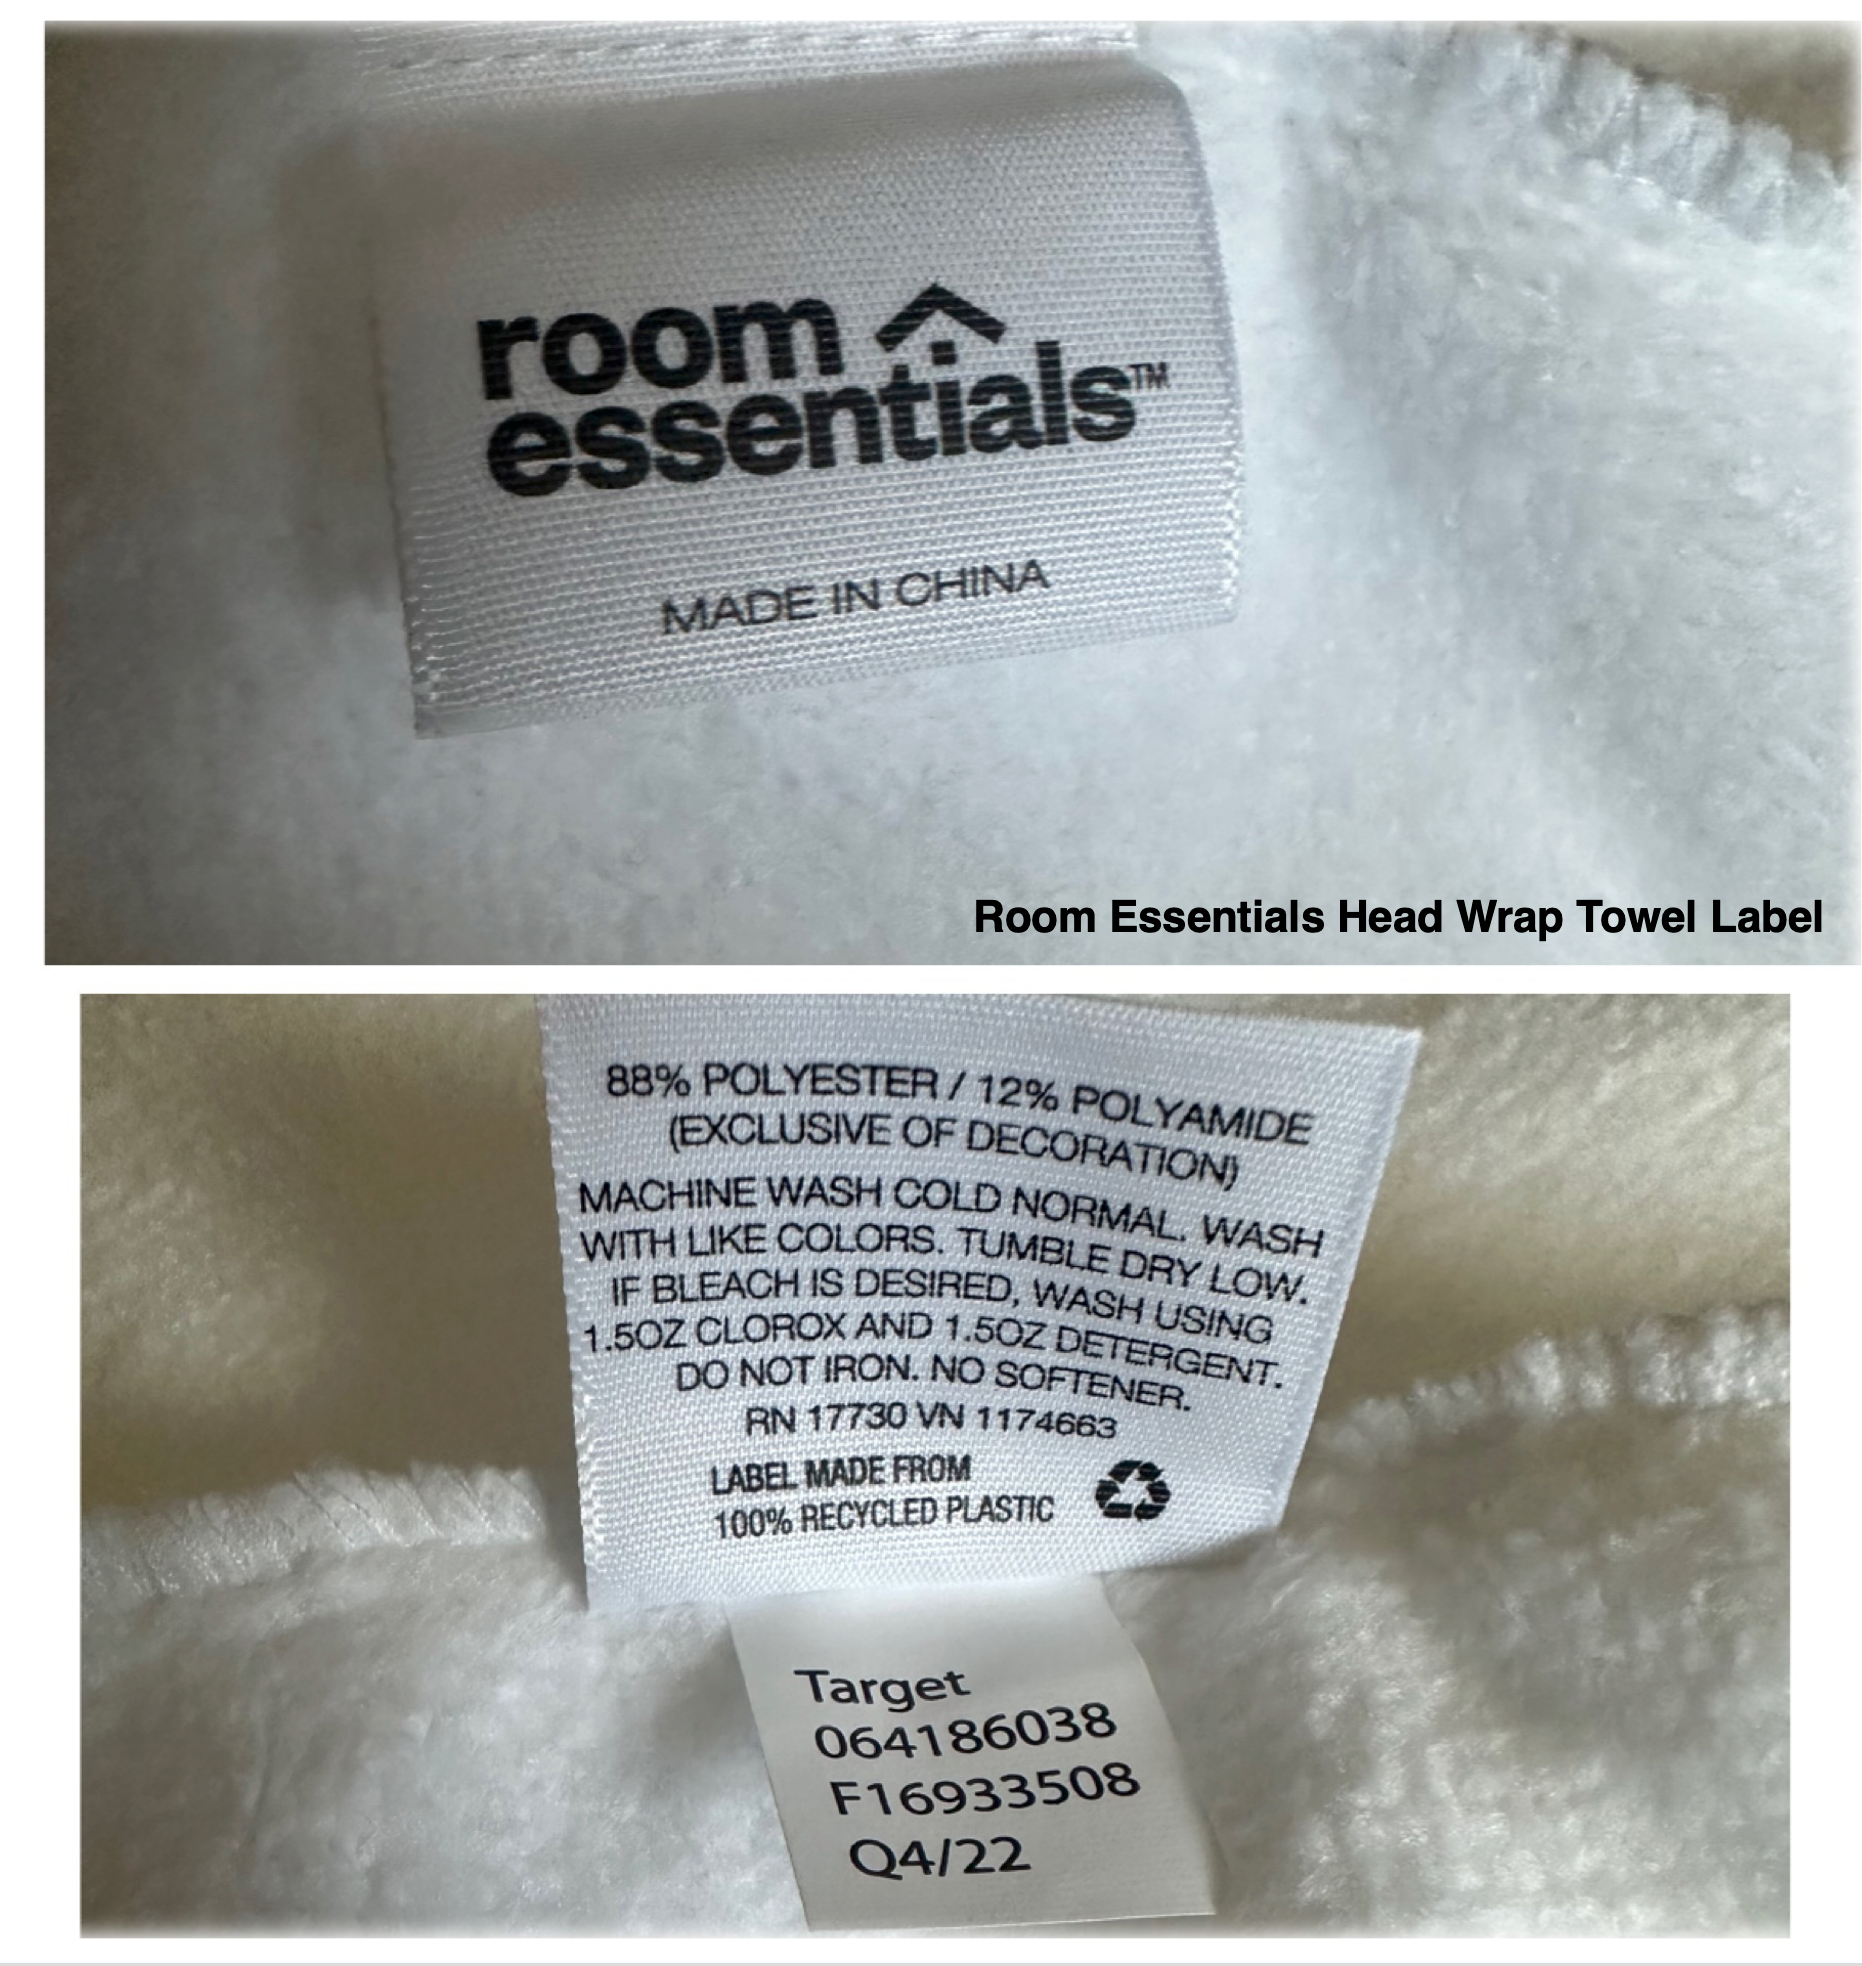 room
essentials™
MADE IN CHINA
Room Essentials Head Wrap Towel Label
88% POLYESTER / 12% POLYAMIDE
(EXCLUSIVE OF DECORATION)
MACHINE WASH COLD NORMAL. WASH
WITH LIKE COLORS. TUMBLE DRY LOW.
IF BLEACH IS DESIRED, WASH USING
1.5OZ CLOROX AND 1.5OZ DETERGENT.
DO NOT IRON. NO SOFTENER.
RN 17730 VN 1174663
LABEL MADE FROM
100% RECYCLED PLASTIC
Target
064186038
F16933508
Q4/22